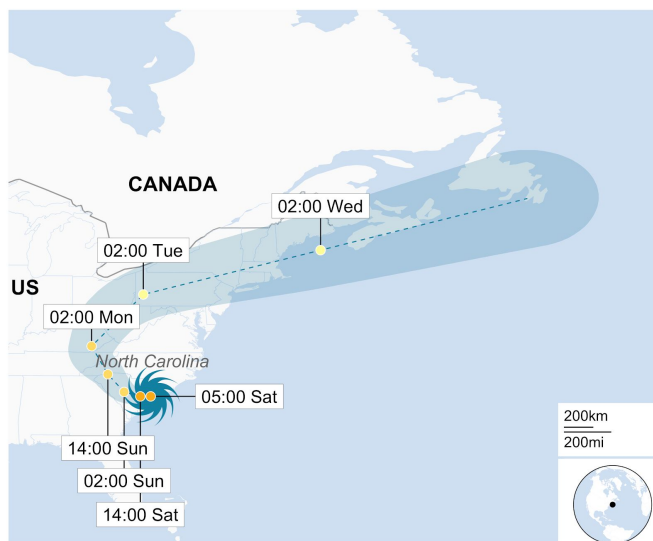 CANADA
02:00 Wed
02:00 Tue
US
02:00 Mon
North Carolina
05:00 Sat
14:00 Sun
02:00 Sun
14:00 Sat
200km
200mi